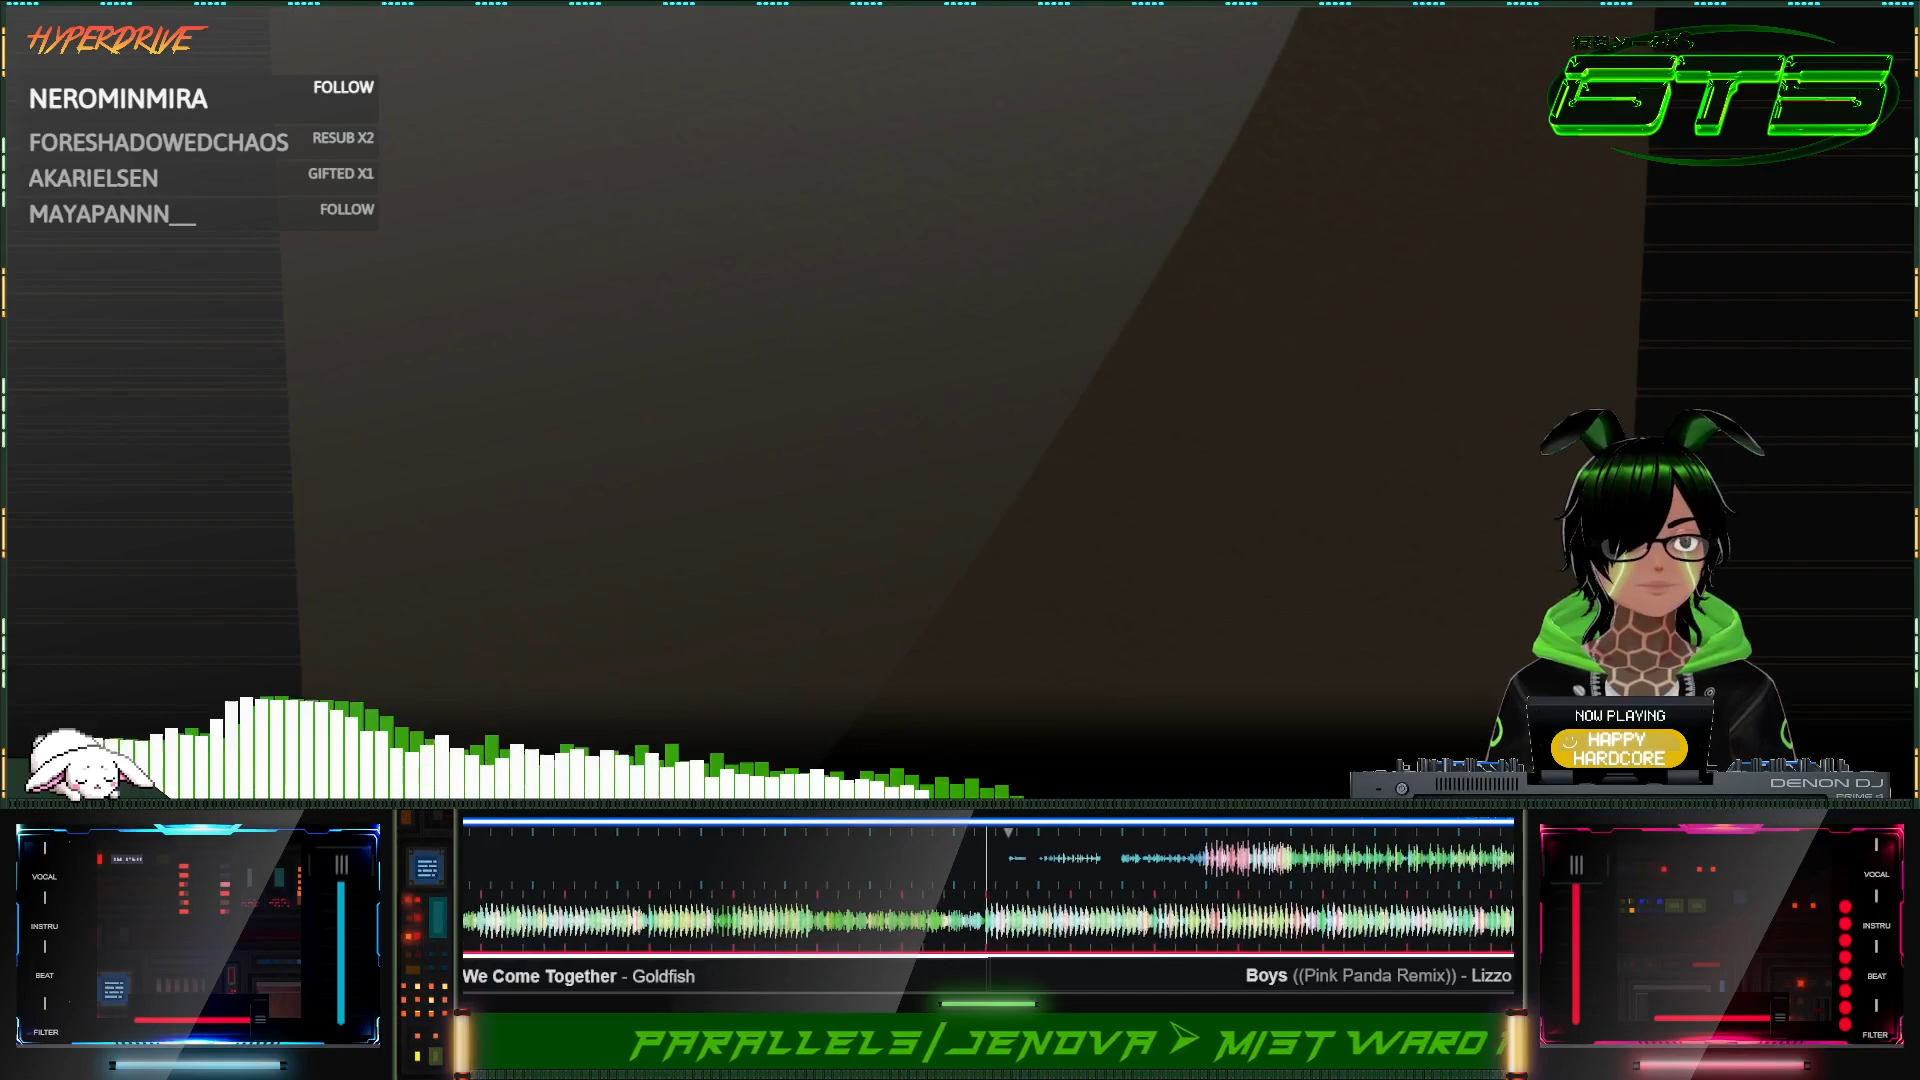 HYPERDRIVE
NEROMINMIRA FOLLOW
FORESHADOWEDCHAOS RESUB X2
AKARIELSEN GIFTED X1
MAYAPANNN__ FOLLOW
GTS
NOW PLAYING
HAPPY
HARDCORE
DENON DJ
PRIME 4
VOCAL
INSTRU
BEAT
FILTER
We Come Together - Goldfish
Boys ((Pink Panda Remix)) - Lizzo
PARALLELS/JENOVA > MIST WARD
VOCAL
INSTRU
BEAT
FILTER